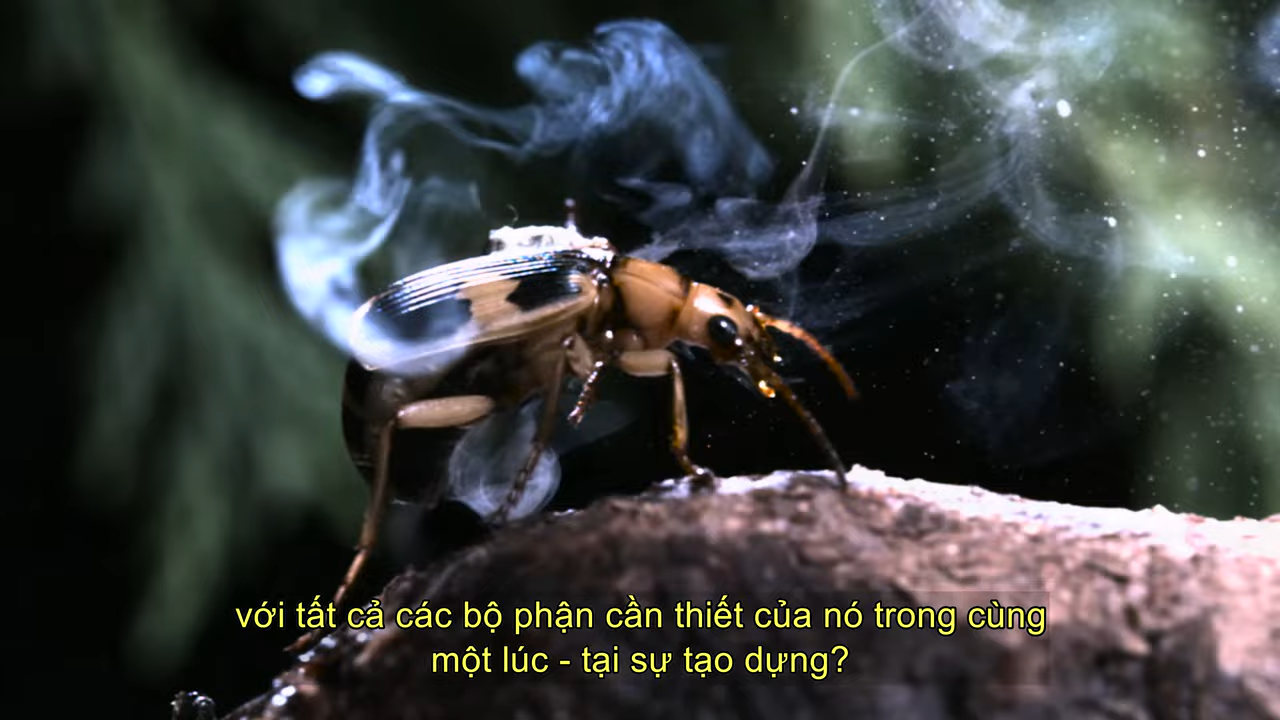 với tất cả các bộ phận cần thiết của nó trong cùng
một lúc - tại sự tạo dựng?